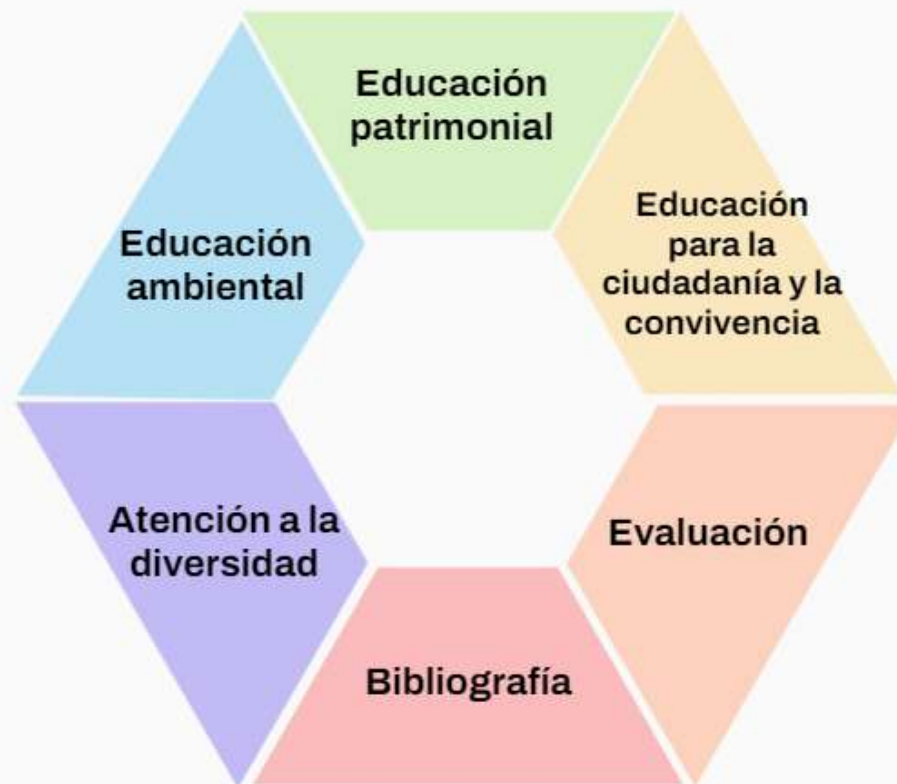 Educación
patrimonial
Educación
para la
ciudadanía y la
convivencia
Evaluación
Bibliografía
Atención a la
diversidad
Educación
ambiental